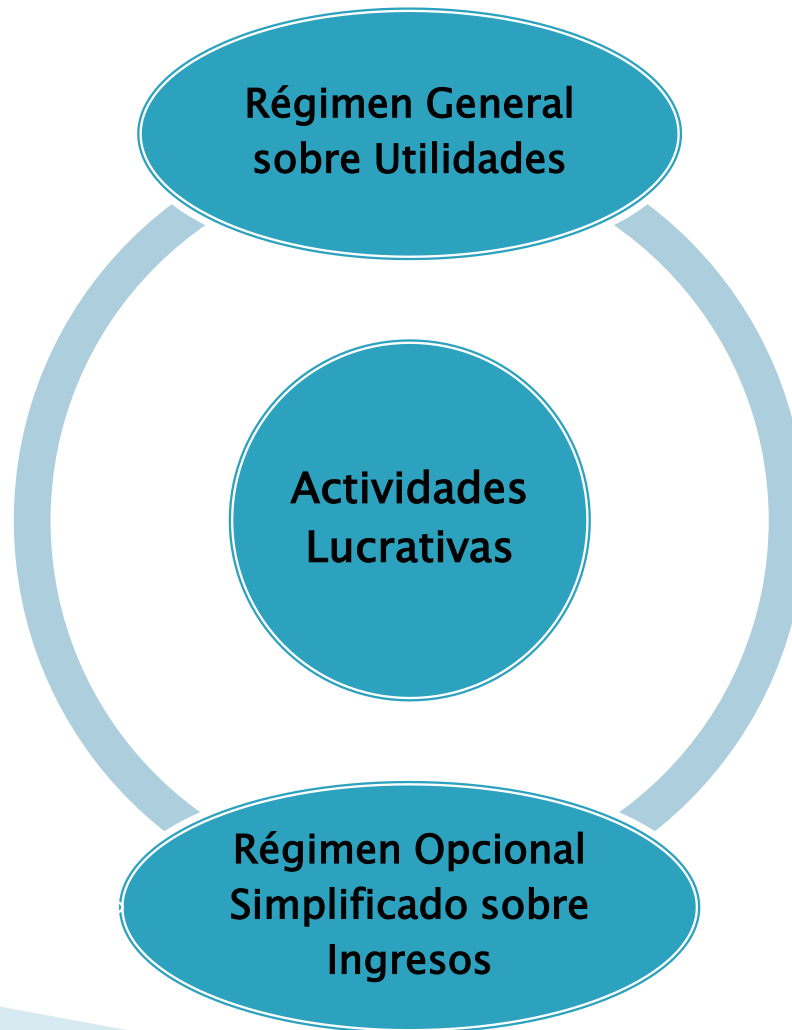 Régimen General
sobre Utilidades
Actividades
Lucrativas
Régimen Opcional
Simplificado sobre
Ingresos